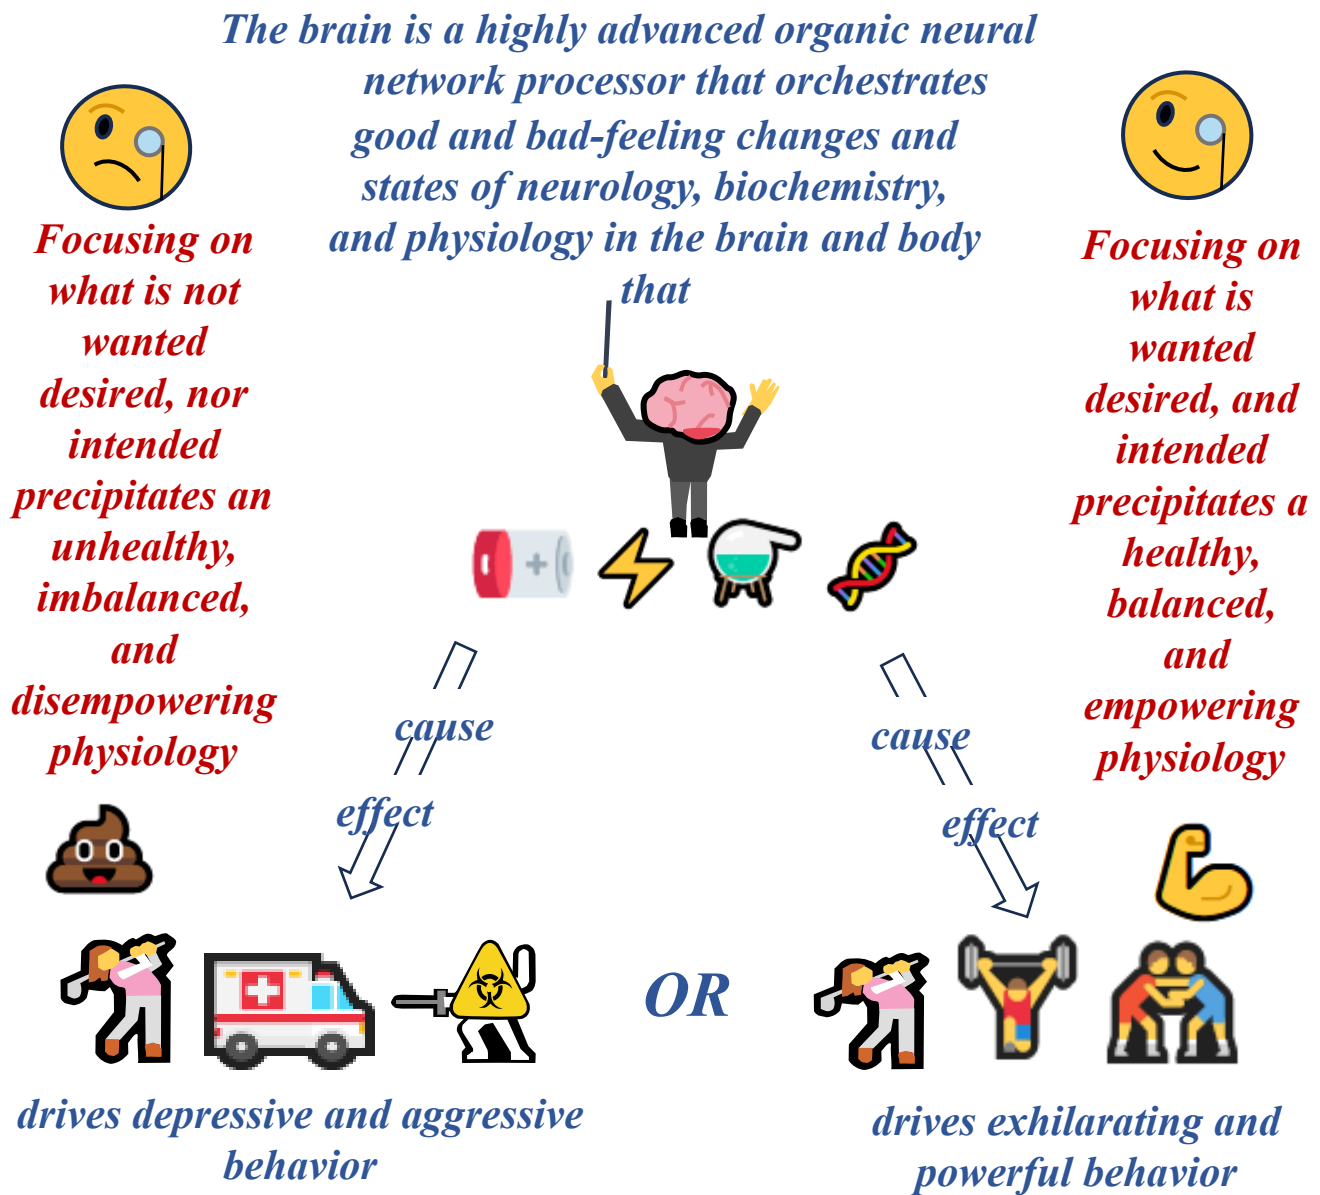 The brain is a highly advanced organic neural
network processor that orchestrates
good and bad-feeling changes and
states of neurology, biochemistry,
and physiology in the brain and body
that
Focusing on
what is not
wanted
desired, nor
intended
precipitates an
unhealthy,
imbalanced,
and
disempowering
physiology
Focusing on
what is
wanted
desired, and
intended
precipitates a
healthy,
balanced,
and
empowering
physiology
cause
effect
cause
effect
OR
drives depressive and aggressive
behavior
drives exhilarating and
powerful behavior